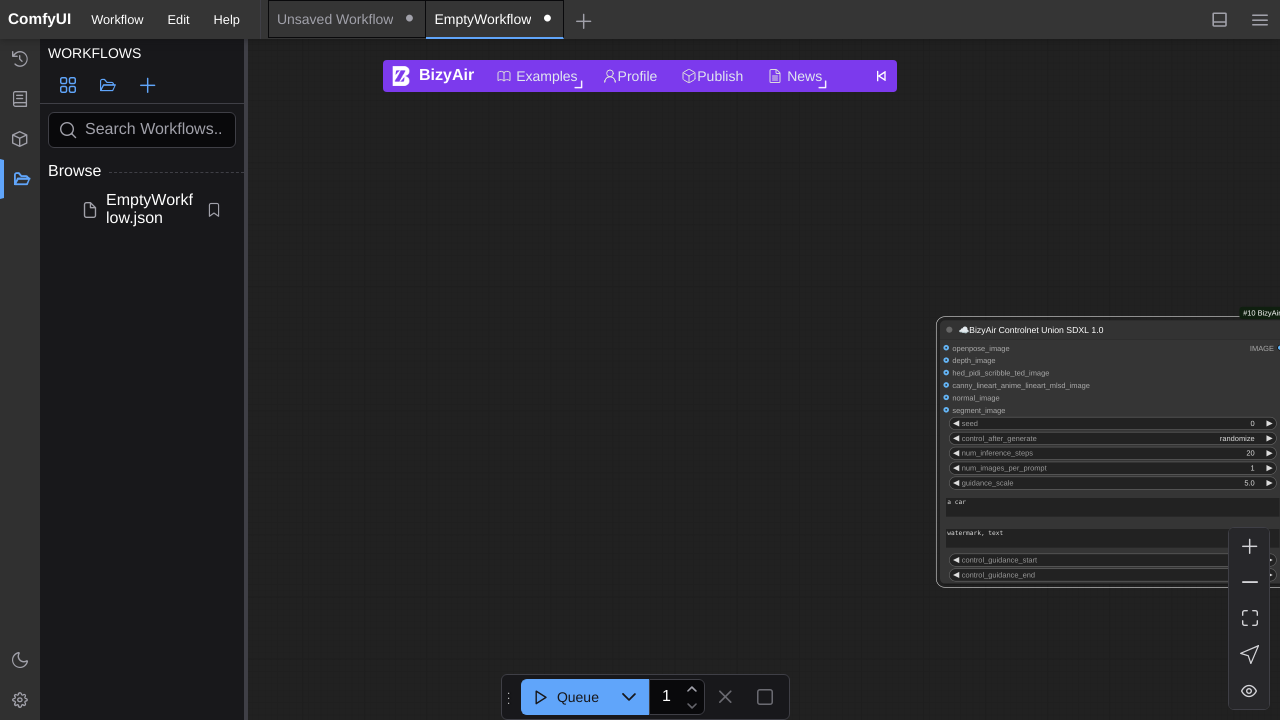 ComfyUI Workflow Edit Help Unsaved Workflow EmptyWorkflow
WORKFLOWS
Search Workflows..
Browse
EmptyWorkf
low.json
BizyAir Examples Profile Publish News
#10 BizyAir
BizyAir Controlnet Union SDXL 1.0
openpose_image IMAGE
depth_image
hed_pidi_scribble_ted_image
canny_lineart_anime_lineart_mlsd_image
normal_image
segment_image
seed 0
control_after_generate randomize
num_inference_steps 20
num_images_per_prompt 1
guidance_scale 5.0
a car
watermark, text
control_guidance_start
control_guidance_end
Queue 1